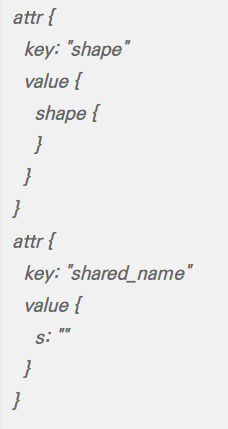 attr {
  key: "shape"
  value {
    shape {
    }
  }
}
attr {
  key: "shared_name"
  value {
    s: ""
  }
}